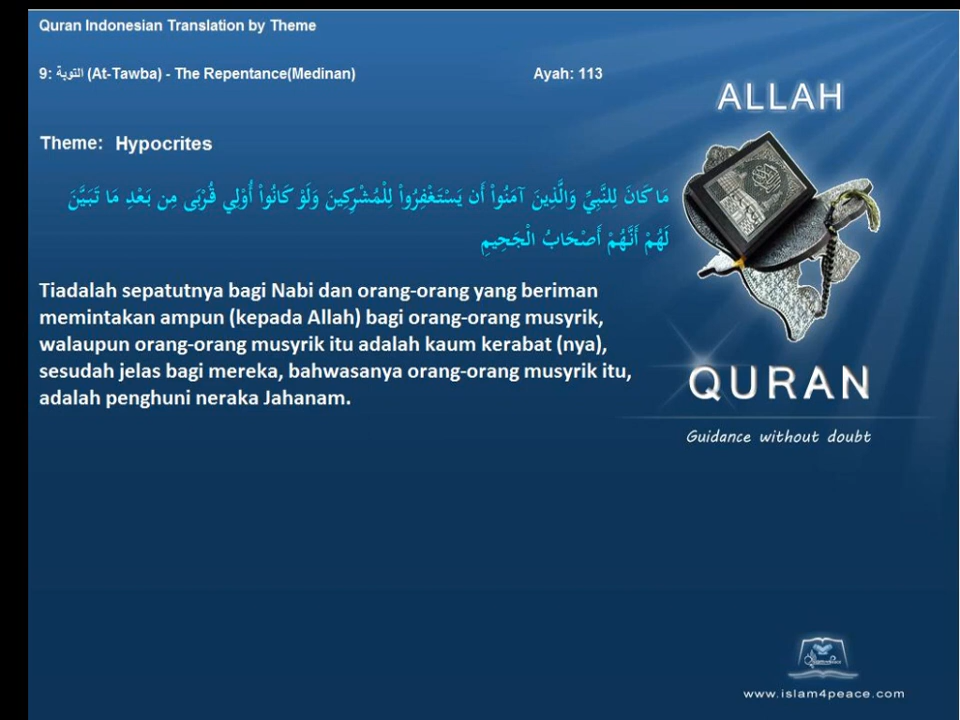 Quran Indonesian Translation by Theme
9: التوبة (At-Tawba) - The Repentance(Medinan)
Ayah: 113
Theme: Hypocrites
مَا كَانَ لِلنَّبِيِّ وَالَّذِينَ آمَنُواْ أَن يَسْتَغْفِرُواْ لِلْمُشْرِكِينَ وَلَوْ كَانُواْ أُوْلِي قُرْبَى مِن بَعْدِ مَا تَبَيَّنَ
لَهُمْ أَنَّهُمْ أَصْحَابُ الْجَحِيمِ
Tiadalah sepatutnya bagi Nabi dan orang-orang yang beriman
memintakan ampun (kepada Allah) bagi orang-orang musyrik,
walaupun orang-orang musyrik itu adalah kaum kerabat (nya),
sesudah jelas bagi mereka, bahwasanya orang-orang musyrik itu,
adalah penghuni neraka Jahanam.
ALLAH
QURAN
Guidance without doubt
www.islam4peace.com